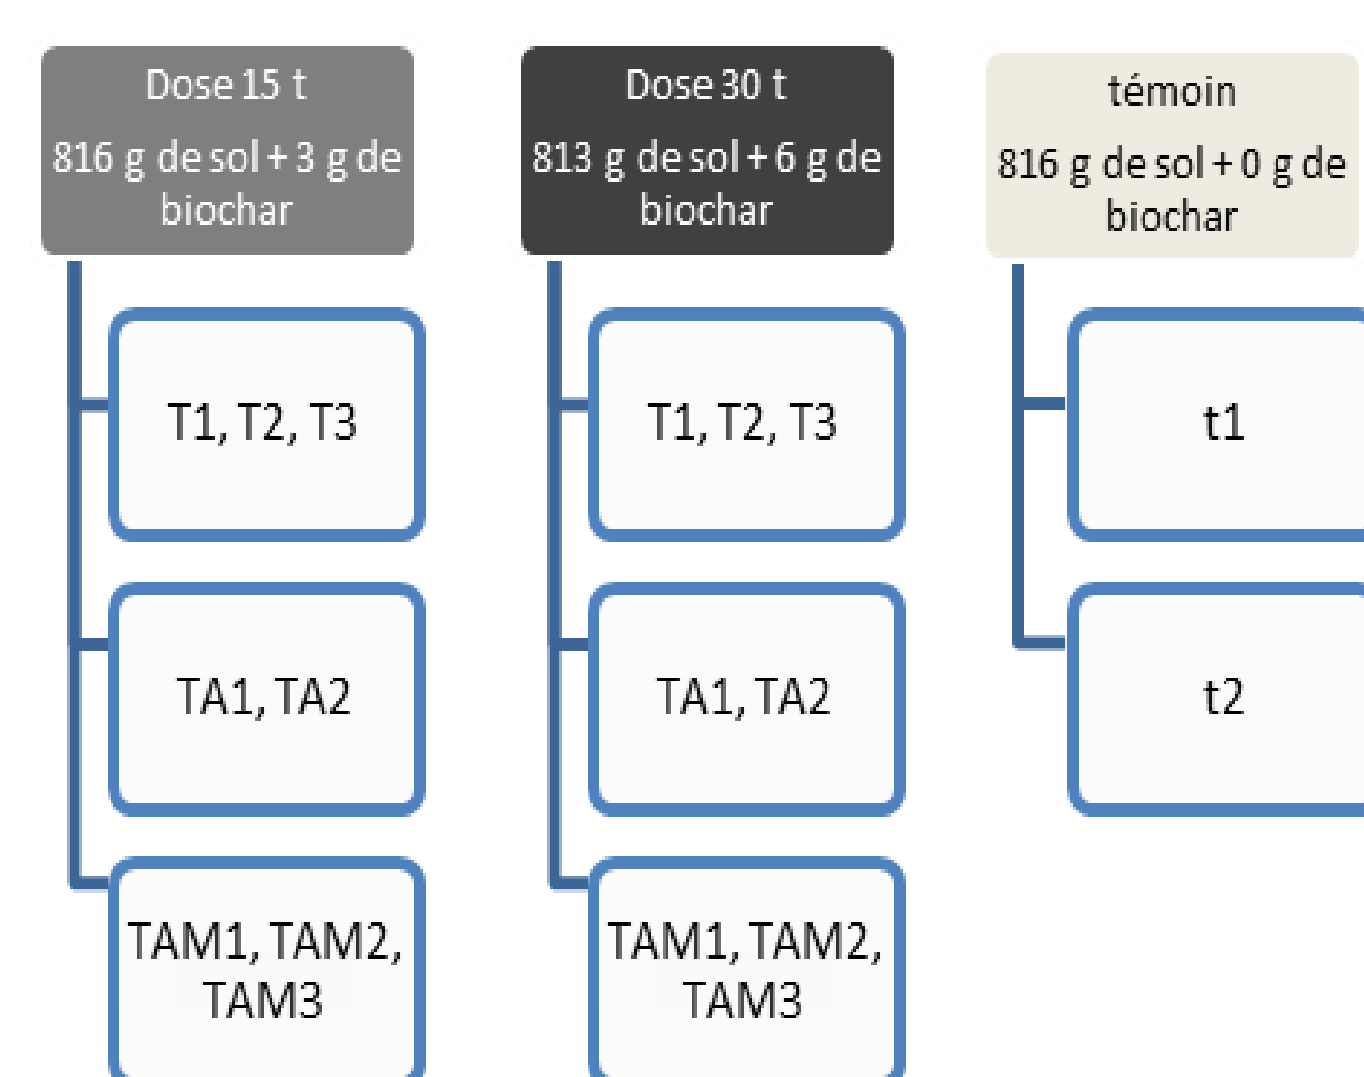 Dose 15 t
816 g de sol + 3 g de
biochar
T1, T2, T3
TA1, TA2
TAM1, TAM2,
TAM3
Dose 30 t
813 g de sol + 6 g de
biochar
T1, T2, T3
TA1, TA2
TAM1, TAM2,
TAM3
témoin
816 g de sol + 0 g de
biochar
t1
t2